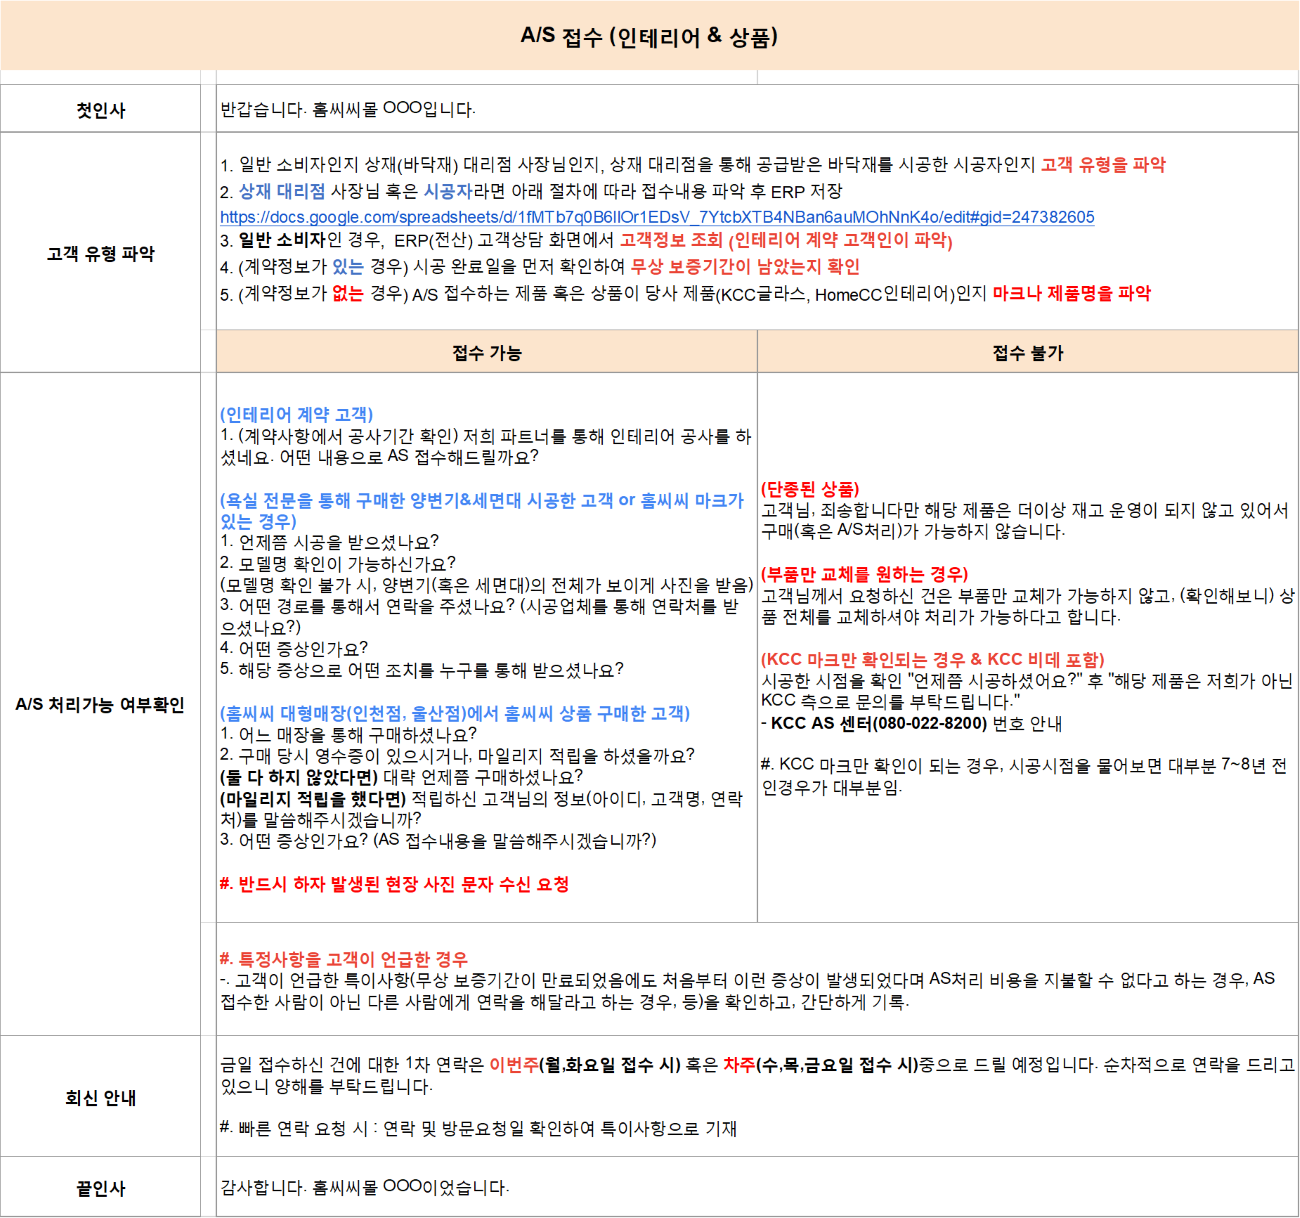 A/S 접수 (인테리어 & 상품)
첫인사
반갑습니다. 홈씨씨몰 OOO입니다.
고객 유형 파악
1. 일반 소비자인지 상재(바닥재) 대리점 사장님인지, 상재 대리점을 통해 공급받은 바닥재를 시공한 시공자인지 고객 유형을 파악
2. 상재 대리점 사장님 혹은 시공자라면 아래 절차에 따라 접수내용 파악 후 ERP 저장
https://docs.google.com/spreadsheets/d/1fMTb7q0B6IIOr1EDsV_7YtcbXTB4NBan6auMOhNnK4o/edit#gid=247382605
3. 일반 소비자인 경우, ERP(전산) 고객상담 화면에서 고객정보 조회 (인테리어 계약 고객인이 파악)
4. (계약정보가 있는 경우) 시공 완료일을 먼저 확인하여 무상 보증기간이 남았는지 확인
5. (계약정보가 없는 경우) A/S 접수하는 제품 혹은 상품이 당사 제품(KCC글라스, HomeCC인테리어)인지 마크나 제품명을 파악
접수 가능
접수 불가
A/S 처리가능 여부확인
(인테리어 계약 고객)
1. (계약사항에서 공사기간 확인) 저희 파트너를 통해 인테리어 공사를 하
셨네요. 어떤 내용으로 AS 접수해드릴까요?
(욕실 전문을 통해 구매한 양변기&세면대 시공한 고객 or 홈씨씨 마크가
있는 경우)
1. 언제쯤 시공을 받으셨나요?
2. 모델명 확인이 가능하신가요?
(모델명 확인 불가 시, 양변기(혹은 세면대)의 전체가 보이게 사진을 받음)
3. 어떤 경로를 통해서 연락을 주셨나요? (시공업체를 통해 연락처를 받
으셨나요?)
4. 어떤 증상인가요?
5. 해당 증상으로 어떤 조치를 누구를 통해 받으셨나요?
(홈씨씨 대형매장(인천점, 울산점)에서 홈씨씨 상품 구매한 고객)
1. 어느 매장을 통해 구매하셨나요?
2. 구매 당시 영수증이 있으시거나, 마일리지 적립을 하셨을까요?
(둘 다 하지 않았다면) 대략 언제쯤 구매하셨나요?
(마일리지 적립을 했다면) 적립하신 고객님의 정보(아이디, 고객명, 연락
처)를 말씀해주시겠습니까?
3. 어떤 증상인가요? (AS 접수내용을 말씀해주시겠습니까?)
#. 반드시 하자 발생된 현장 사진 문자 수신 요청
(단종된 상품)
고객님, 죄송합니다만 해당 제품은 더이상 재고 운영이 되지 않고 있어서
구매(혹은 A/S처리)가 가능하지 않습니다.
(부품만 교체를 원하는 경우)
고객님께서 요청하신 건은 부품만 교체가 가능하지 않고, (확인해보니) 상
품 전체를 교체하셔야 처리가 가능하다고 합니다.
(KCC 마크만 확인되는 경우 & KCC 비데 포함)
시공한 시점을 확인 "언제쯤 시공하셨어요?" 후 "해당 제품은 저희가 아닌
KCC 측으로 문의를 부탁드립니다."
- KCC AS 센터(080-022-8200) 번호 안내
#. KCC 마크만 확인이 되는 경우, 시공시점을 물어보면 대부분 7~8년 전
인경우가 대부분임.
#. 특정사항을 고객이 언급한 경우
-. 고객이 언급한 특이사항(무상 보증기간이 만료되었음에도 처음부터 이런 증상이 발생되었다며 AS처리 비용을 지불할 수 없다고 하는 경우, AS
접수한 사람이 아닌 다른 사람에게 연락을 해달라고 하는 경우, 등)을 확인하고, 간단하게 기록.
회신 안내
금일 접수하신 건에 대한 1차 연락은 이번주(월,화요일 접수 시) 혹은 차주(수,목,금요일 접수 시)중으로 드릴 예정입니다. 순차적으로 연락을 드리고
있으니 양해를 부탁드립니다.
#. 빠른 연락 요청 시 : 연락 및 방문요청일 확인하여 특이사항으로 기재
끝인사
감사합니다. 홈씨씨몰 OOO이었습니다.